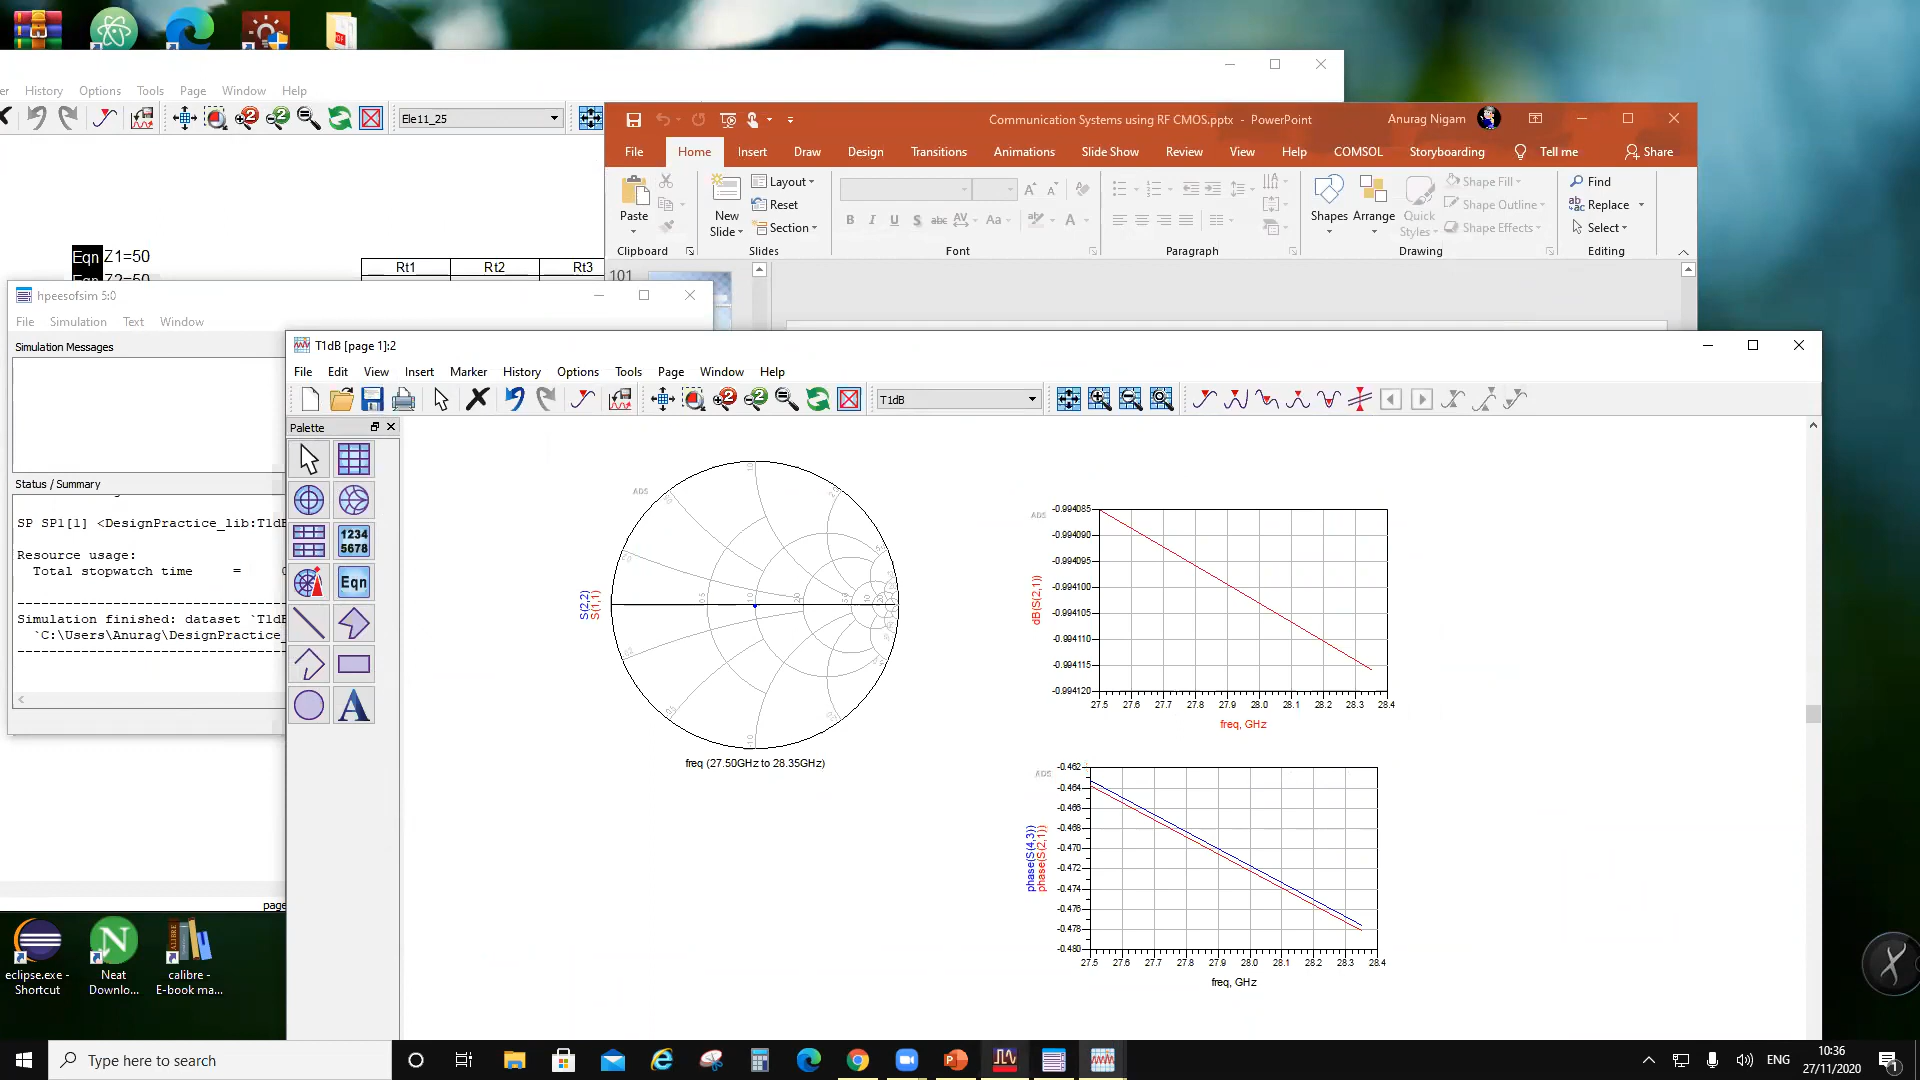 er History Options Tools Page Window Help
Ele11_25
Eqn Z1=50
Eqn Z2=50
Rt1 Rt2 Rt3
Communication Systems using RF CMOS.pptx - PowerPoint
Anurag Nigam
File Home Insert Draw Design Transitions Animations Slide Show Review View Help COMSOL Storyboarding Tell me Share
Paste
Clipboard
New Slide
Layout
Reset
Section
Slides
Font
Paragraph
Shapes Arrange Quick Styles
Shape Fill
Shape Outline
Shape Effects
Drawing
Find
Replace
Select
Editing
101
hpeesofsim 5:0
File Simulation Text Window
Simulation Messages
Status / Summary
SP SP1[1] <DesignPractice_lib:T1dB
Resource usage:
Total stopwatch time =
Simulation finished: dataset `T1dB
`C:\Users\Anurag\DesignPractice_
page
T1dB [page 1]:2
File Edit View Insert Marker History Options Tools Page Window Help
T1dB
Palette
1234
5678
Eqn
A
ADS
S(2,2)
S(1,1)
freq (27.50GHz to 28.35GHz)
ADS
dB(S(2,1))
-0.994085
-0.994090
-0.994095
-0.994100
-0.994105
-0.994110
-0.994115
-0.994120
27.5 27.6 27.7 27.8 27.9 28.0 28.1 28.2 28.3 28.4
freq, GHz
ADS
phase(S(4,3))
phase(S(2,1))
-0.462
-0.464
-0.466
-0.468
-0.470
-0.472
-0.474
-0.476
-0.478
-0.480
27.5 27.6 27.7 27.8 27.9 28.0 28.1 28.2 28.3 28.4
freq, GHz
eclipse.exe - Shortcut
Neat Downlo...
calibre - E-book ma...
Type here to search
ENG
10:36
27/11/2020
1